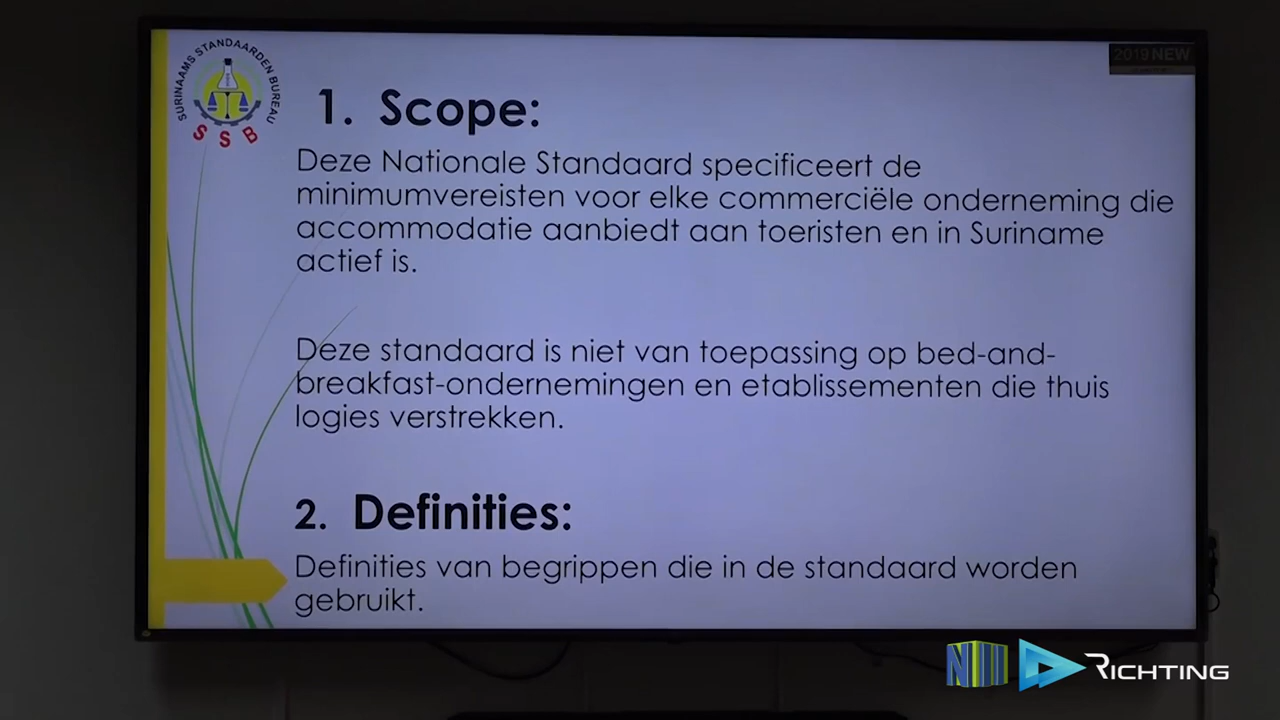 SURINAAMS STANDAARDEN BUREAU
SSB
2019 NEW
1. Scope:
Deze Nationale Standaard specificeert de
minimumvereisten voor elke commerciële onderneming die
accommodatie aanbiedt aan toeristen en in Suriname
actief is.
Deze standaard is niet van toepassing op bed-and-
breakfast-ondernemingen en etablissementen die thuis
logies verstrekken.
2. Definities:
Definities van begrippen die in de standaard worden
gebruikt.
RICHTING